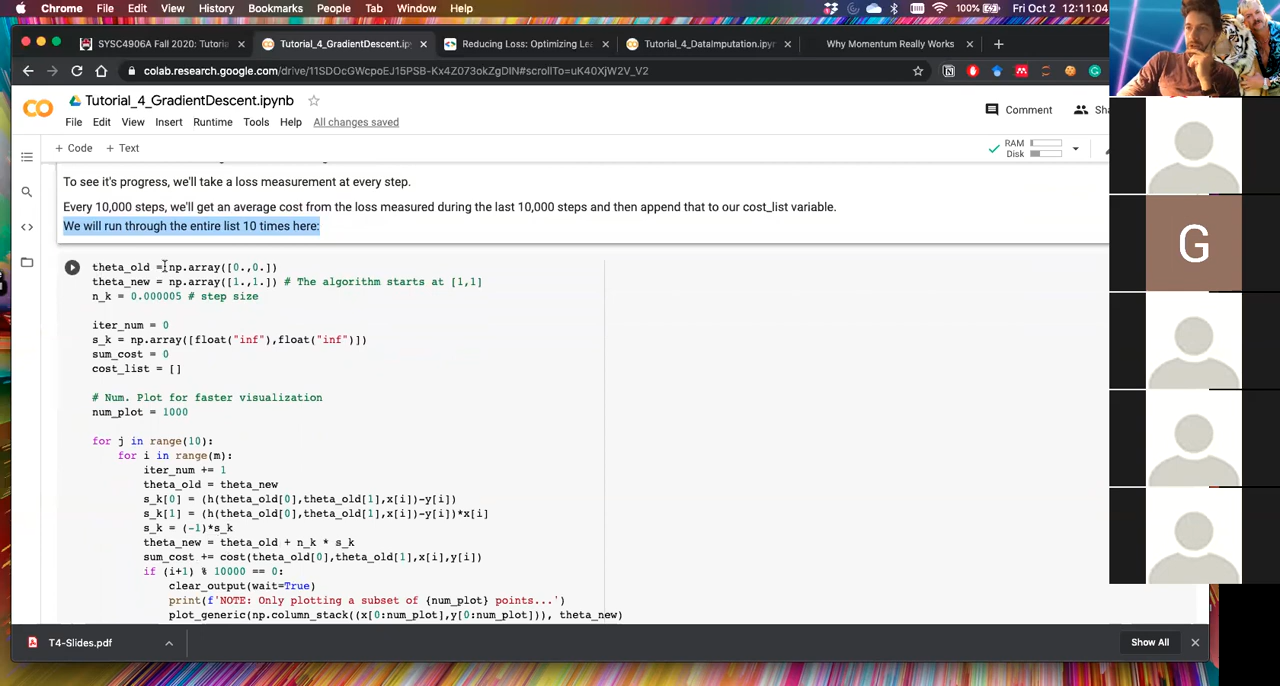 Chrome File Edit View History Bookmarks People Tab Window Help 100% Fri Oct 2 12:11:04
SYSC4906A Fall 2020: Tutori Tutorial_4_GradientDescent.ip Reducing Loss: Optimizing Le Tutorial_4_DataImputation.ipyn Why Momentum Really Works
colab.research.google.com/drive/11SDOcGWcpoEJ15PSB-Kx4Z073okZgDIN#scrollTo=uK40XjW2V_V2
Tutorial_4_GradientDescent.ipynb
Comment Sha
File Edit View Insert Runtime Tools Help All changes saved
+ Code + Text
RAM
Disk
To see it's progress, we'll take a loss measurement at every step.
Every 10,000 steps, we'll get an average cost from the loss measured during the last 10,000 steps and then append that to our cost_list variable.
We will run through the entire list 10 times here:
theta_old = np.array([0.,0.])
theta_new = np.array([1.,1.]) # The algorithm starts at [1,1]
n_k = 0.000005 # step size
iter_num = 0
s_k = np.array([float("inf"),float("inf")])
sum_cost = 0
cost_list = []
# Num. Plot for faster visualization
num_plot = 1000
for j in range(10):
for i in range(m):
iter_num += 1
theta_old = theta_new
s_k[0] = (h(theta_old[0],theta_old[1],x[i])-y[i])
s_k[1] = (h(theta_old[0],theta_old[1],x[i])-y[i])*x[i]
s_k = (-1)*s_k
theta_new = theta_old + n_k * s_k
sum_cost += cost(theta_old[0],theta_old[1],x[i],y[i])
if (i+1) % 10000 == 0:
clear_output(wait=True)
print(f'NOTE: Only plotting a subset of {num_plot} points...')
plot_generic(np.column_stack((x[0:num_plot],y[0:num_plot])), theta_new)
T4-Slides.pdf
Show All
G